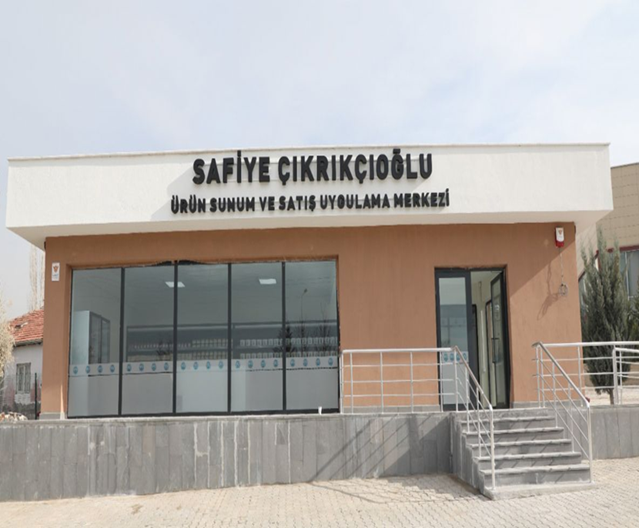 SAFİYE ÇIKRIKÇIOĞLU
ÜRÜN SUNUM VE SATIŞ UYGULAMA MERKEZİ